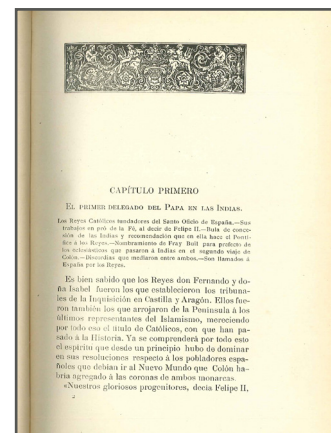 CAPÍTULO PRIMERO
EL PRIMER DELEGADO DEL PAPA EN LAS INDIAS.
Los Reyes Católicos fundadores del Santo Oficio de España.—Sus
trabajos en pró de la Fé, al decir de Felipe II.—Bula de conce-
sión de las Indias y recomendación que en ella hace el Pontí-
fice á los Reyes.—Nombramiento de Fray Boil para prefecto de
los eclesiásticos que pasaron á Indias en el segundo viaje de
Colón.—Discordias que mediaron entre ambos.—Son llamados á
España por los Reyes.
Es bien sabido que los Reyes don Fernando y do-
ña Isabel fueron los que establecieron los tribuna-
les de la Inquisición en Castilla y Aragón. Ellos fue-
ron también los que arrojaron de la Península á los
últimos representantes del Islamismo, mereciendo
por todo eso el título de Católicos, con que han pa-
sado á la Historia. Ya se comprenderá por todo esto
el espíritu que desde un principio hubo de dominar
en sus resoluciones respecto á los pobladores espa-
ñoles que debían ir al Nuevo Mundo que Colón ha-
bría agregado á las coronas de ambos monarcas.
«Nuestros gloriosos progenitores, decía Felipe II,
2